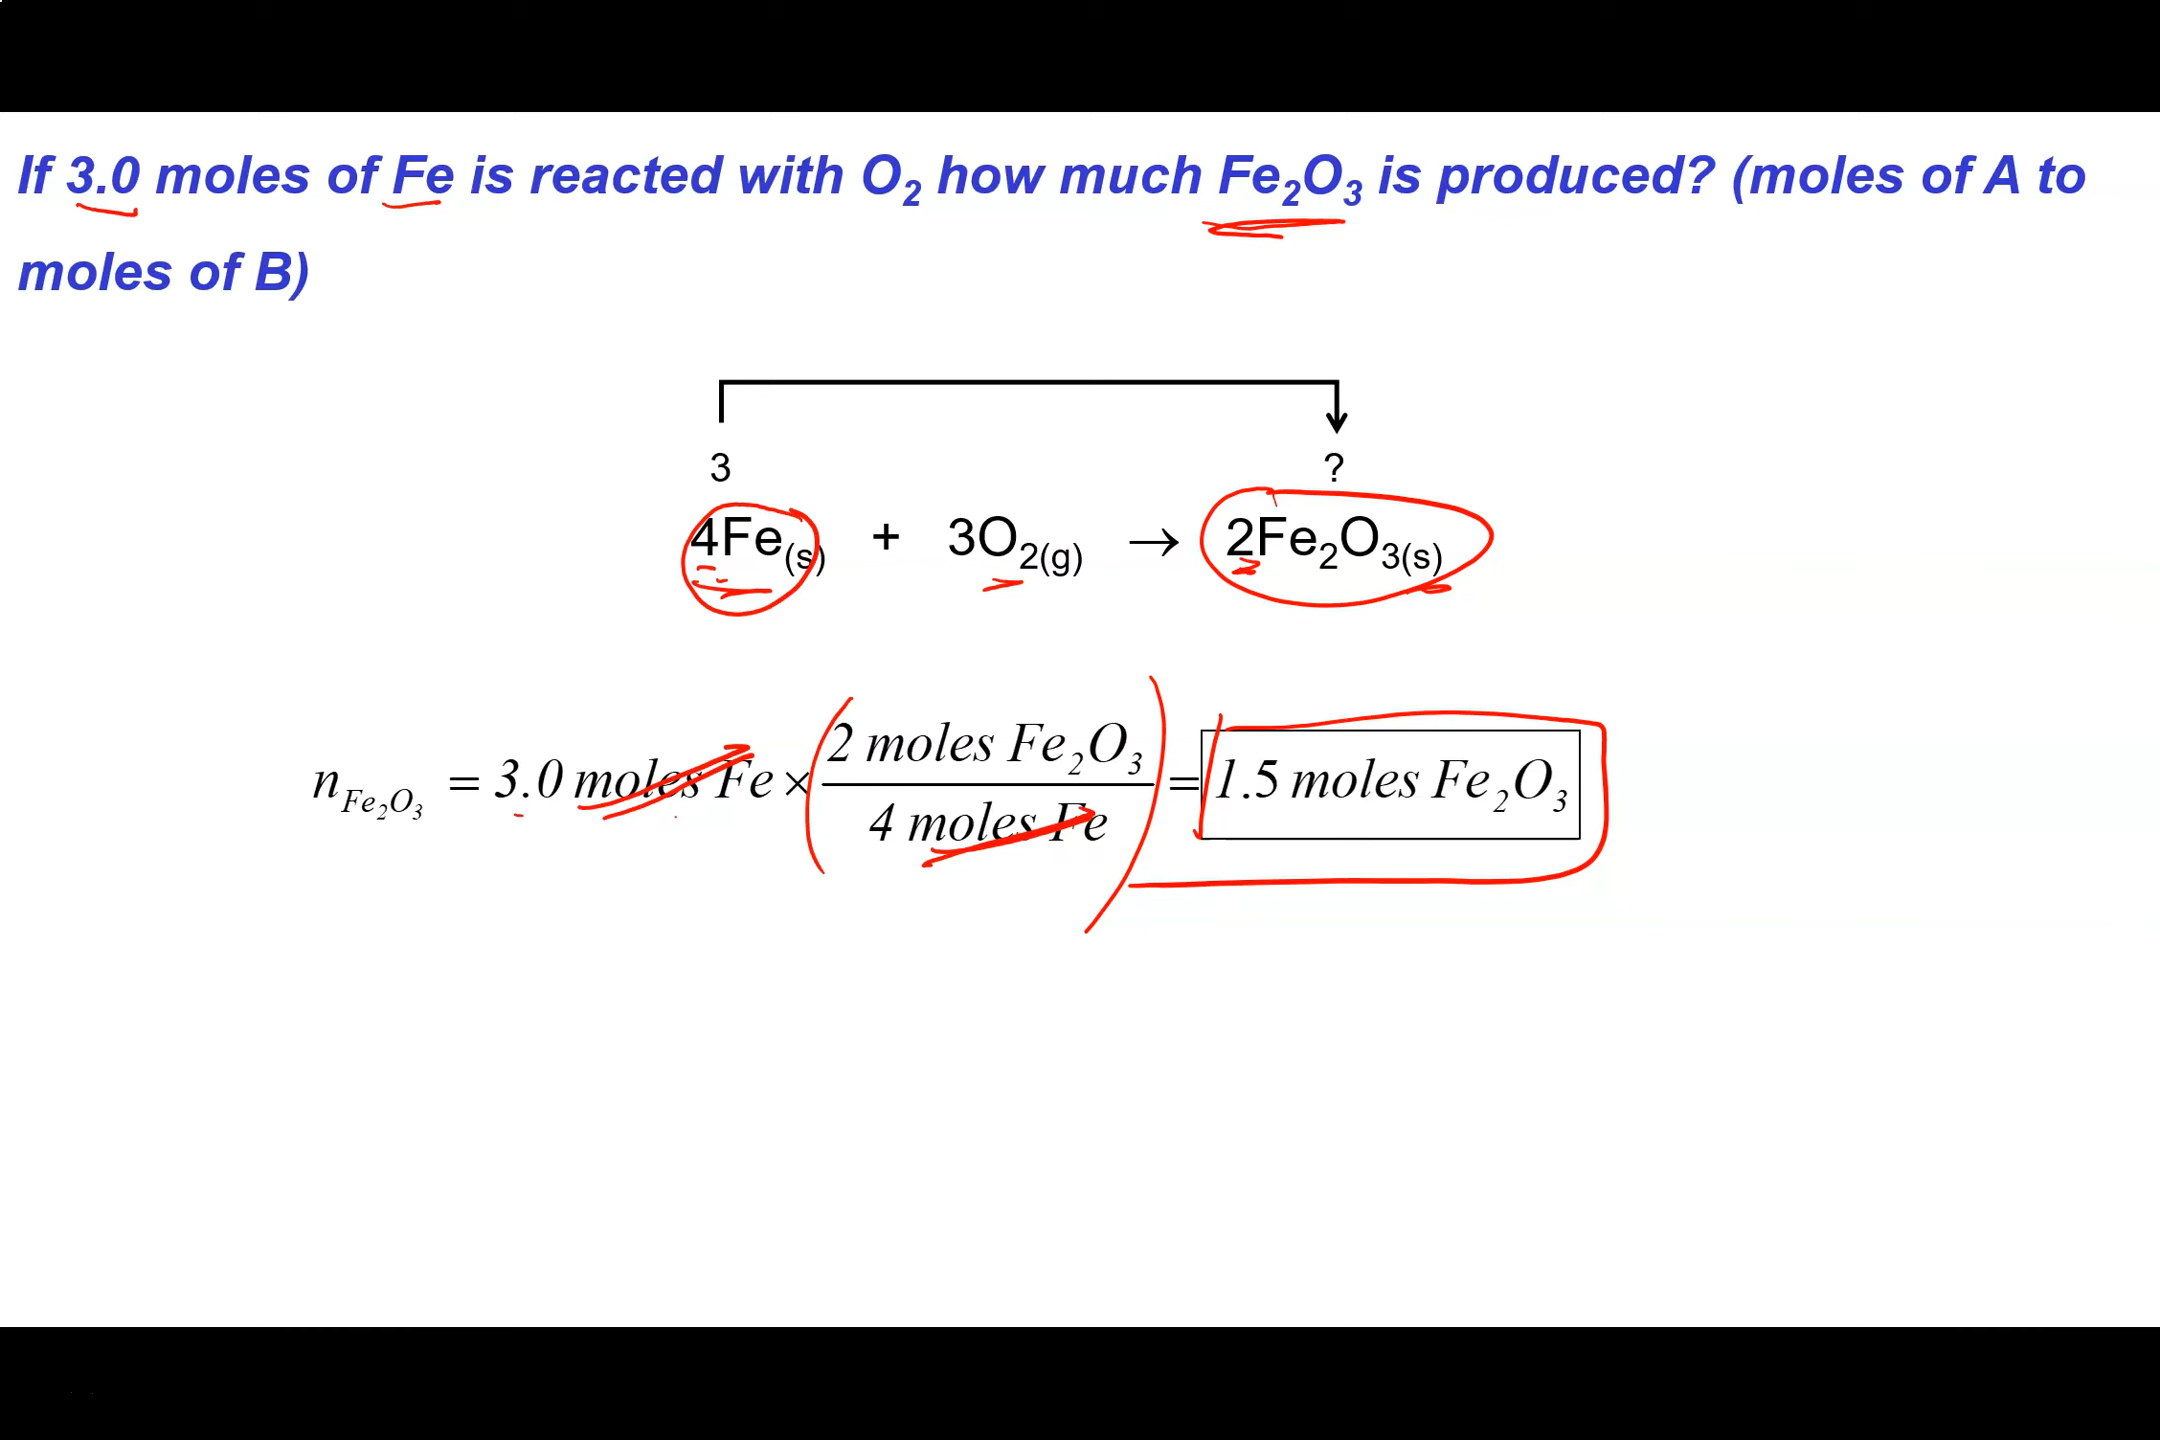 If 3.0 moles of Fe is reacted with O₂ how much Fe₂O₃ is produced? (moles of A to
moles of B)
3 ?
4Fe₍ₛ₎ + 3O₂(g) → 2Fe₂O₃(s)
n Fe₂O₃ = 3.0 moles Fe × 2 moles Fe₂O₃ / 4 moles Fe = 1.5 moles Fe₂O₃